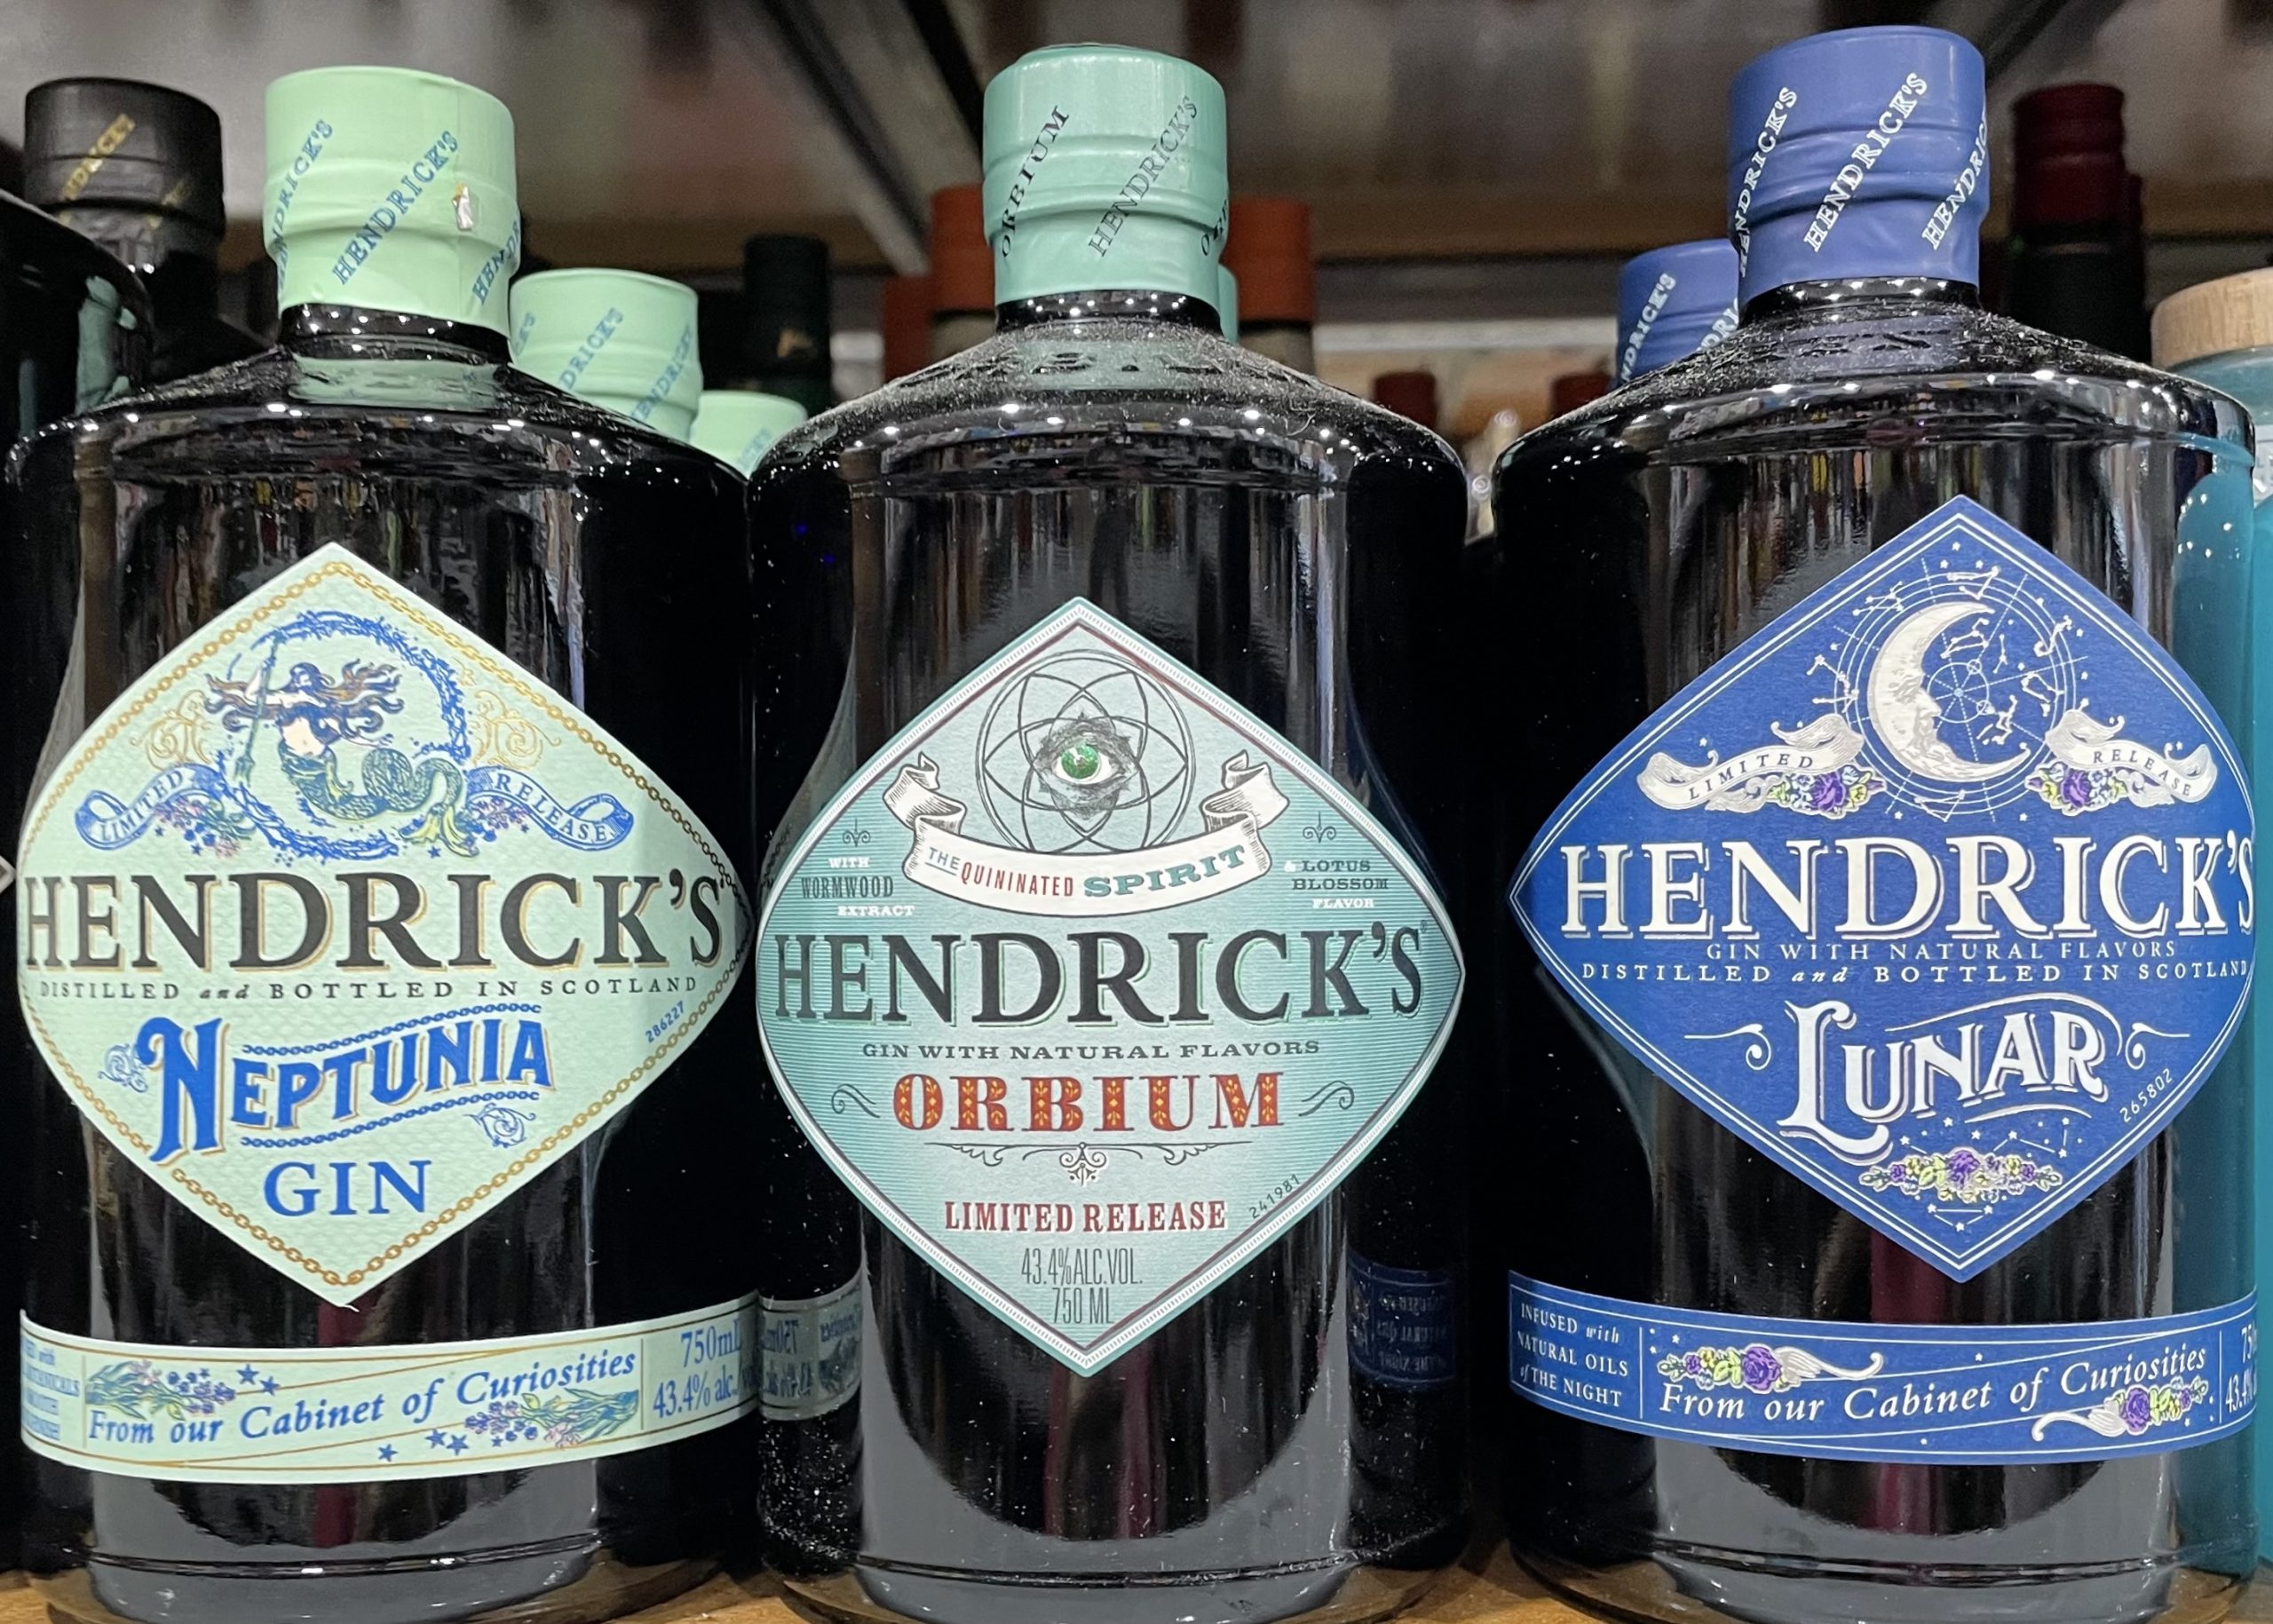 HENDRICK'S
HENDRICK'S
LIMITED RELEASE
HENDRICK'S
DISTILLED and BOTTLED IN SCOTLAND
NEPTUNIA
GIN
286227
From our Cabinet of Curiosities
750mL
43.4% alc.
ORBIUM
HENDRICK'S
THE QUININATED SPIRIT
WITH
WORMWOOD
EXTRACT
& LOTUS
BLOSSOM
FLAVOR
HENDRICK'S
GIN WITH NATURAL FLAVORS
ORBIUM
LIMITED RELEASE
241981
43.4%ALC.VOL.
750 ML
HENDRICK'S
HENDRICK'S
HENDRICK'S
LIMITED RELEASE
HENDRICK'S
GIN WITH NATURAL FLAVORS
DISTILLED and BOTTLED IN SCOTLAND
LUNAR
265802
INFUSED with
NATURAL OILS
of THE NIGHT
From our Cabinet of Curiosities